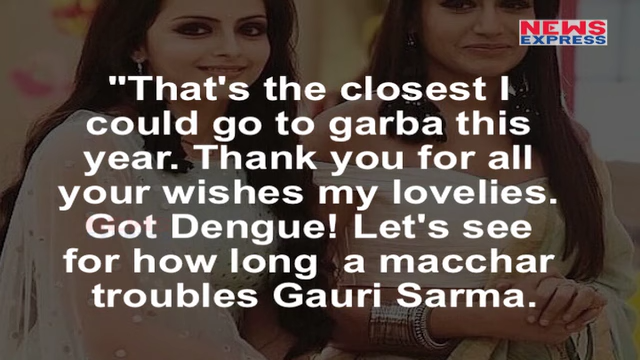 NEWS
EXPRESS
"That's the closest I
could go to garba this
year. Thank you for all
your wishes my lovelies.
Got Dengue! Let's see
for how long  a macchar
troubles Gauri Sarma.